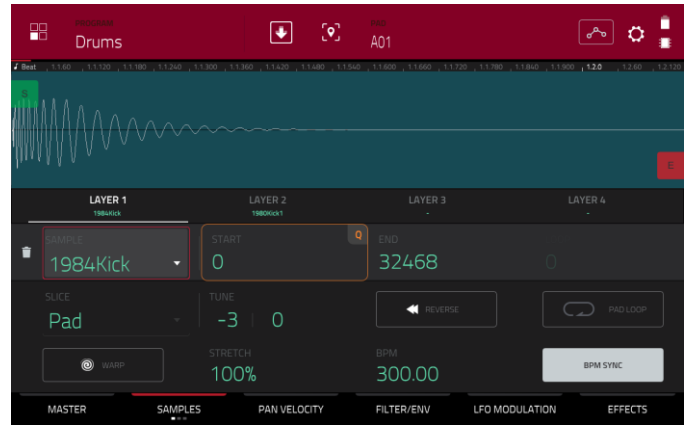 PROGRAM PAD
Drums A01
Beat 1.1.60 1.1.120 1.1.180 1.1.240 1.1.300 1.1.360 1.1.420 1.1.480 1.1.540 1.1.600 1.1.660 1.1.720 1.1.780 1.1.840 1.1.900 1.2.0 1.2.60 1.2.120
S
E
LAYER 1 LAYER 2 LAYER 3 LAYER 4
1984Kick 1980Kick1 - -
SAMPLE START Q END
1984Kick 0 32468 0
SLICE TUNE REVERSE PAD LOOP
Pad -3 0
WARP STRETCH BPM BPM SYNC
100% 300.00
MASTER SAMPLES PAN VELOCITY FILTER/ENV LFO MODULATION EFFECTS